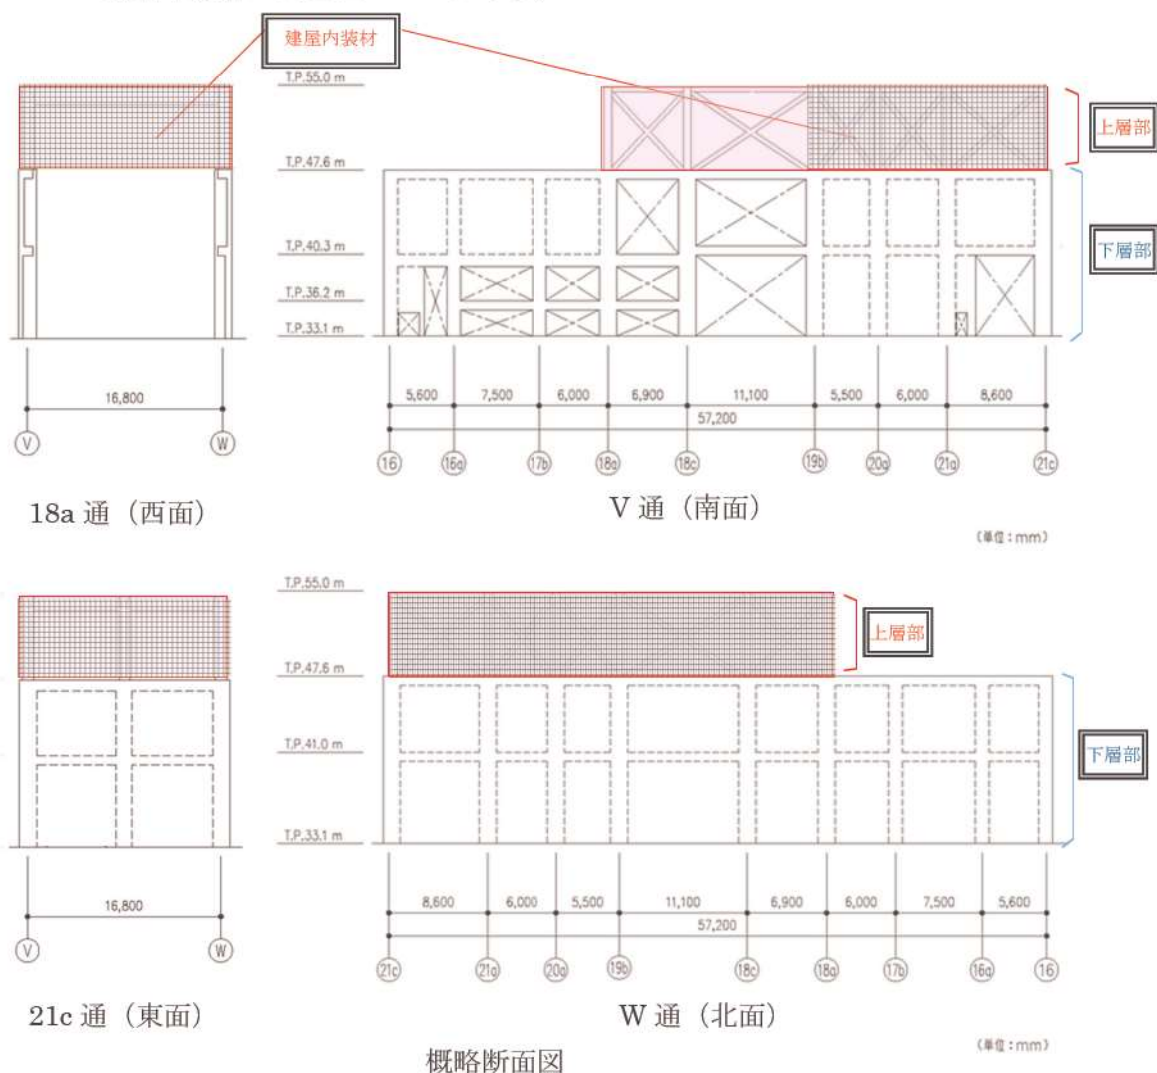 建屋内装材
T.P.55.0 m
T.P.47.6 m
T.P.40.3 m
T.P.36.2 m
T.P.33.1 m
上層部
下層部
16,800
V
W
5,600
7,500
6,000
6,900
11,100
5,500
6,000
8,600
57,200
16
16a
17b
18a
18c
19b
20a
21a
21c
18a 通（西面）
V 通（南面）
（単位：mm）
T.P.55.0 m
T.P.47.6 m
T.P.41.0 m
T.P.33.1 m
上層部
下層部
16,800
V
W
8,600
6,000
5,500
11,100
6,900
6,000
7,500
5,600
57,200
21c
21a
20a
19b
18c
18a
17b
16a
16
21c 通（東面）
W 通（北面）
（単位：mm）
概略断面図